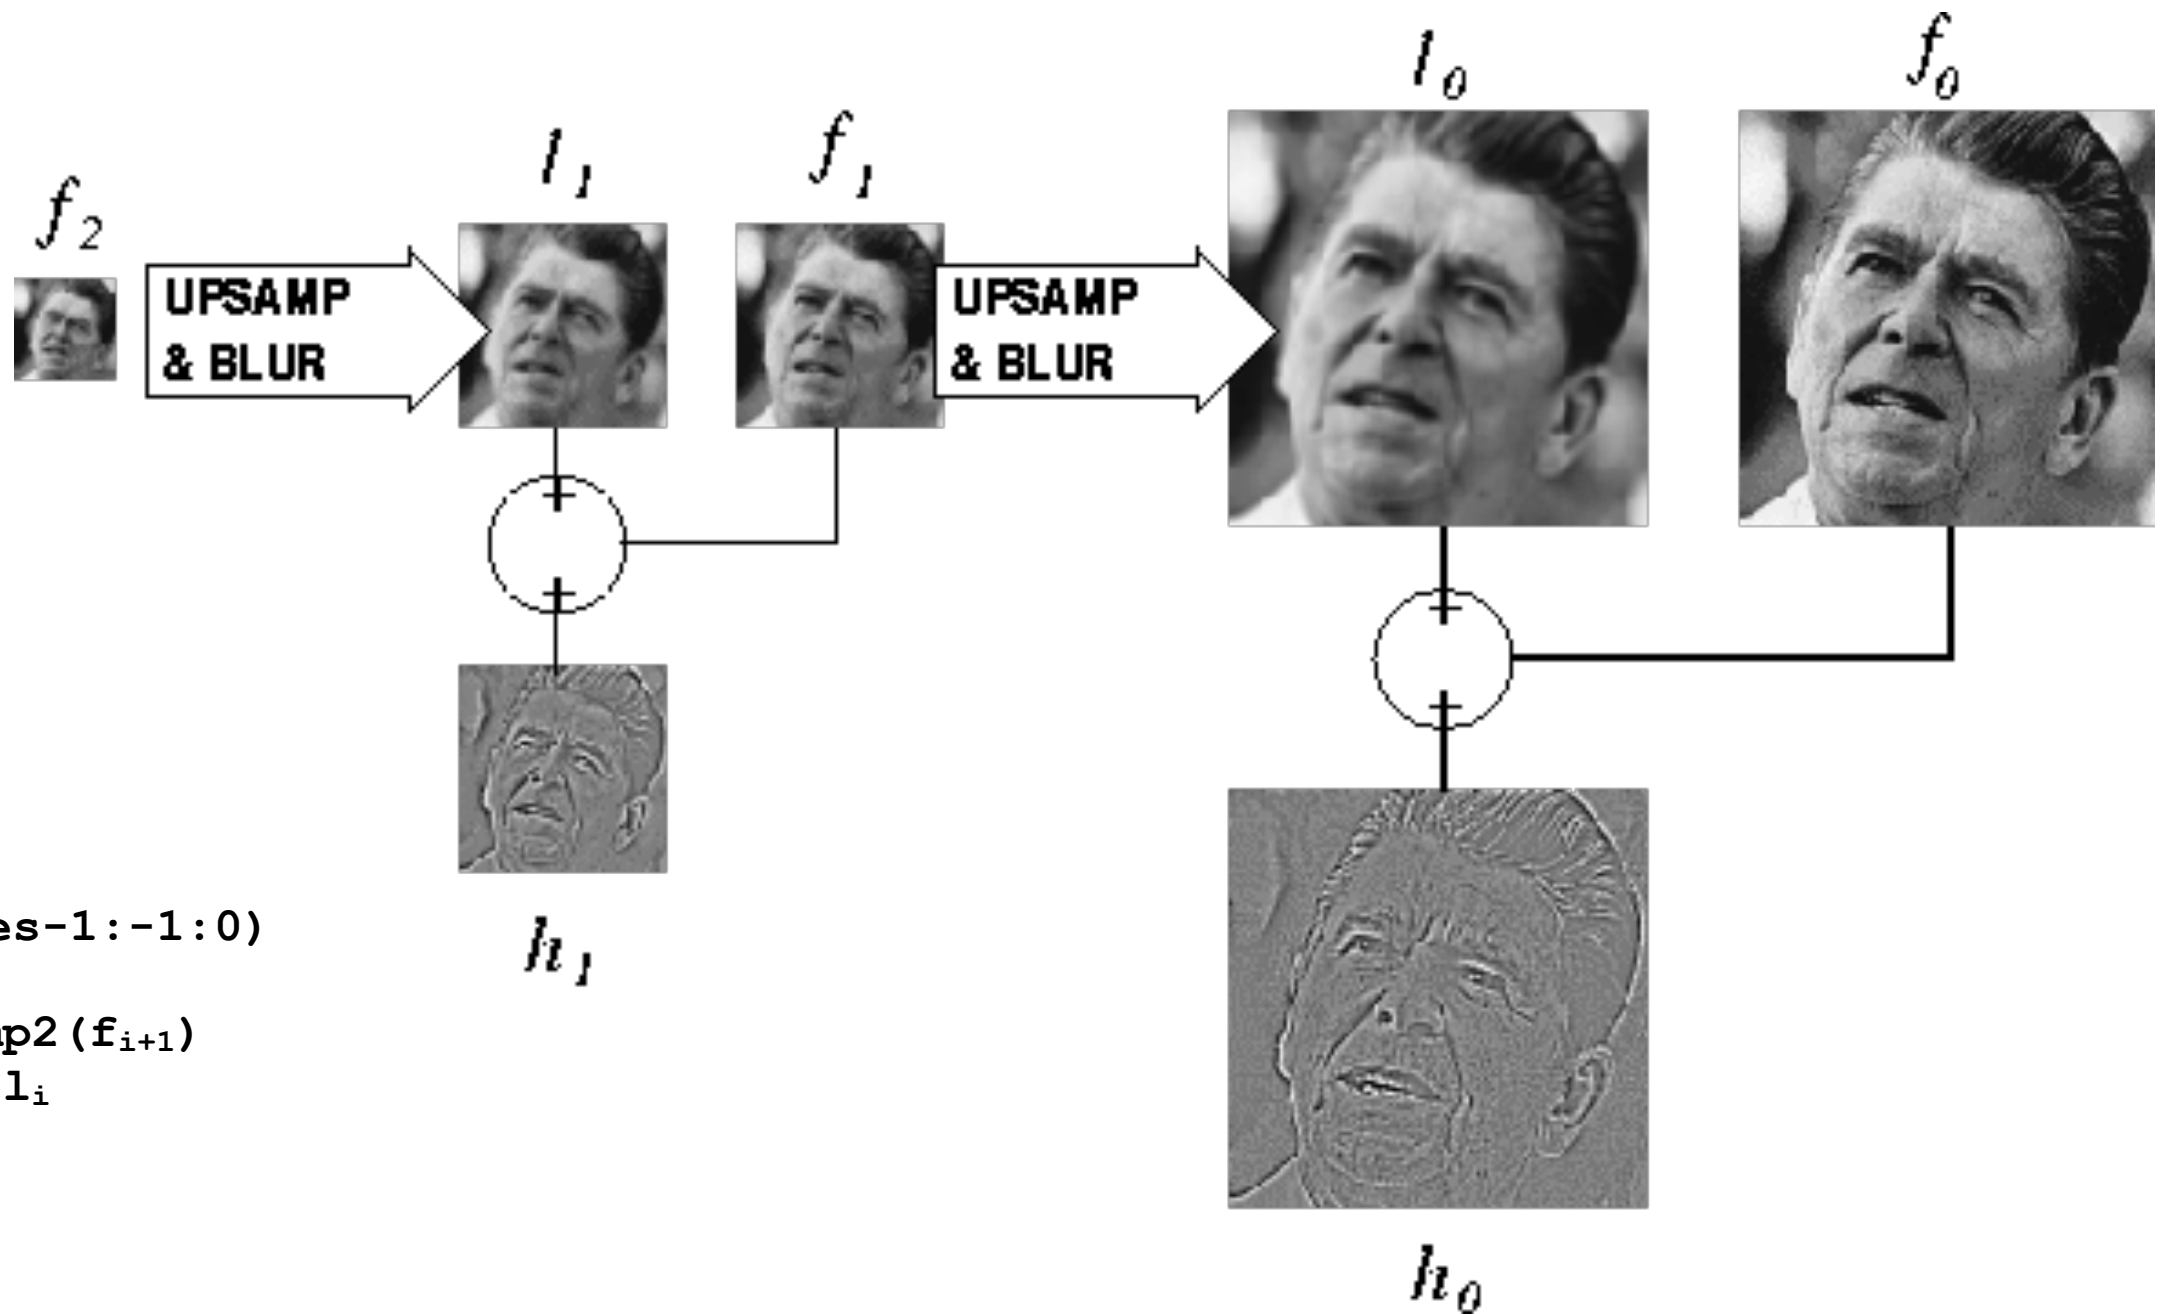 f₂
l₁
f₁
l₀
f₀
UPSAMP
& BLUR
UPSAMP
& BLUR
+
+
+
+
h₁
h₀
es-1:-1:0)
p2(fᵢ₊₁)
lᵢ